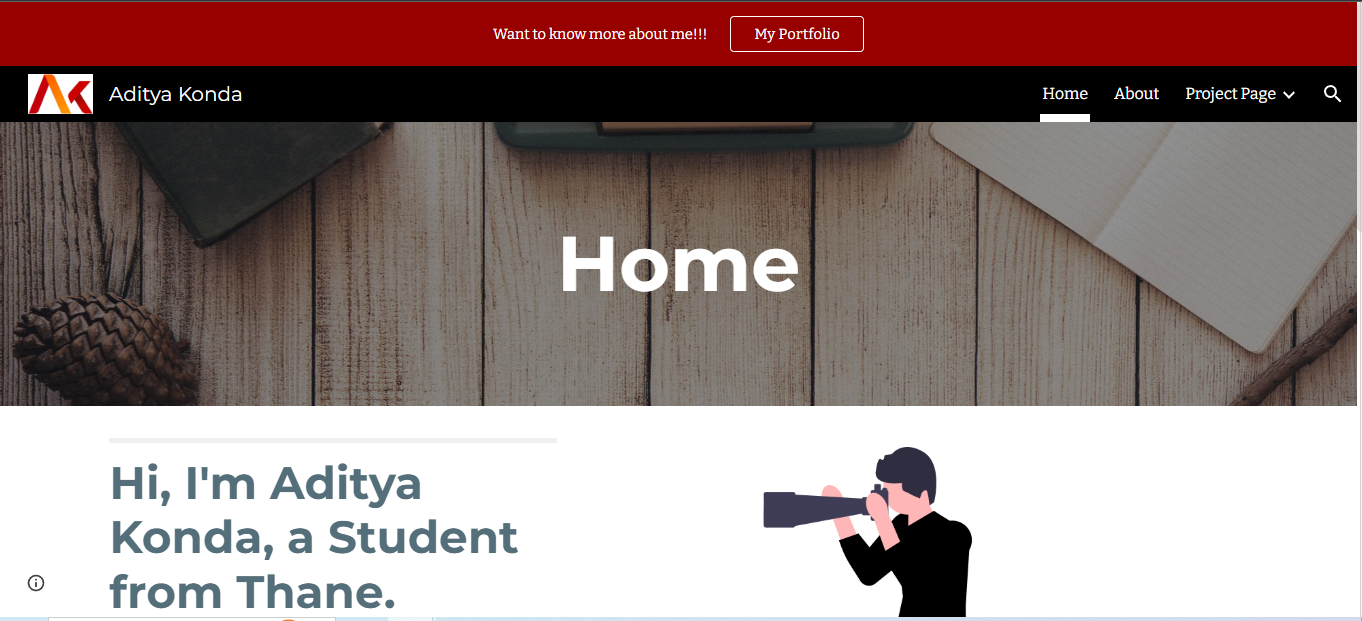 Want to know more about me!!! My Portfolio
AK Aditya Konda Home About Project Page
Home
Hi, I'm Aditya
Konda, a Student
from Thane.